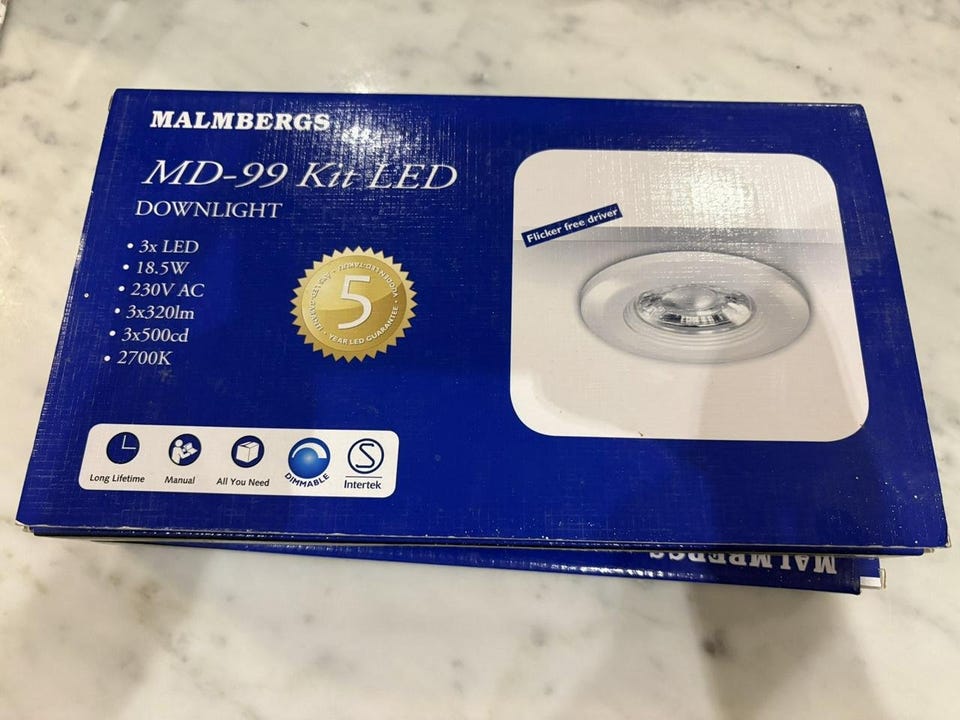 MALMBERGS
MD-99 Kit LED
DOWNLIGHT
• 3x LED
• 18.5W
• 230V AC
• 3x320lm
• 3x500cd
• 2700K
5
YEAR LED GUARANTEE
Flicker free driver
Long Lifetime
Manual
All You Need
DIMMABLE
S
Intertek
MALMBERGS